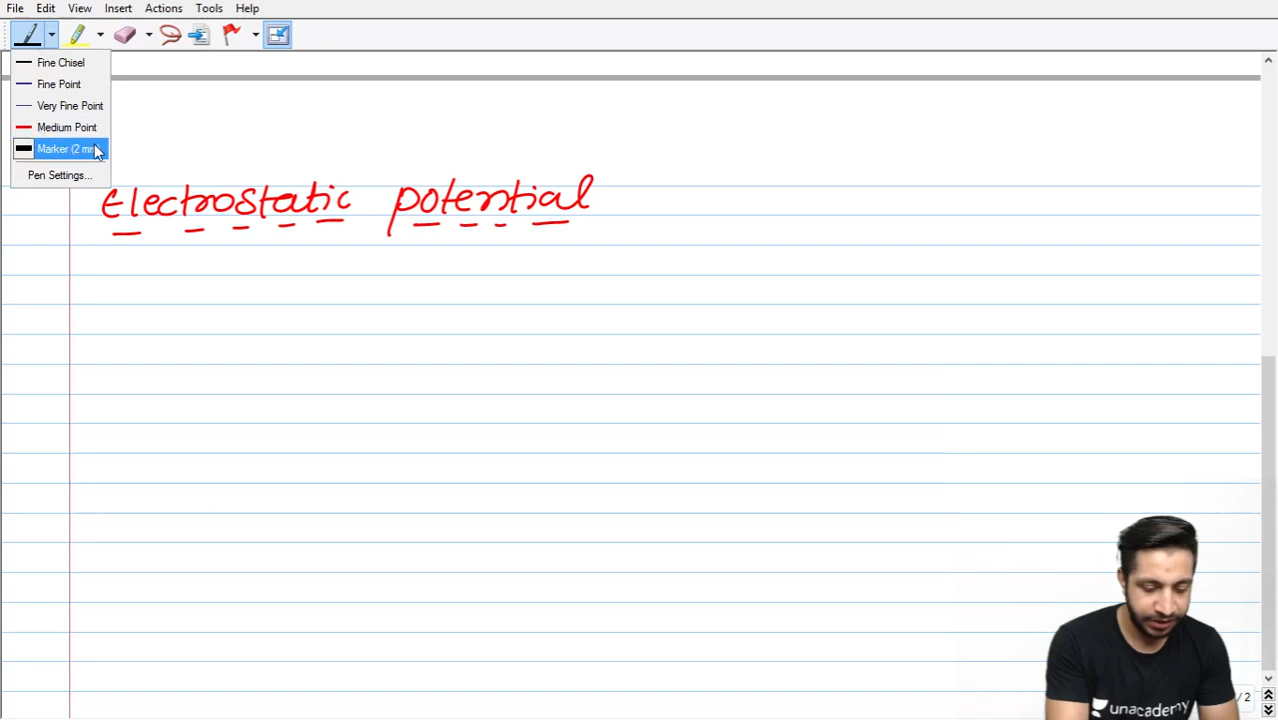 File Edit View Insert Actions Tools Help
Fine Chisel
Fine Point
Very Fine Point
Medium Point
Marker (2 mm
Pen Settings...
Electrostatic potential
/ 2
unacademy